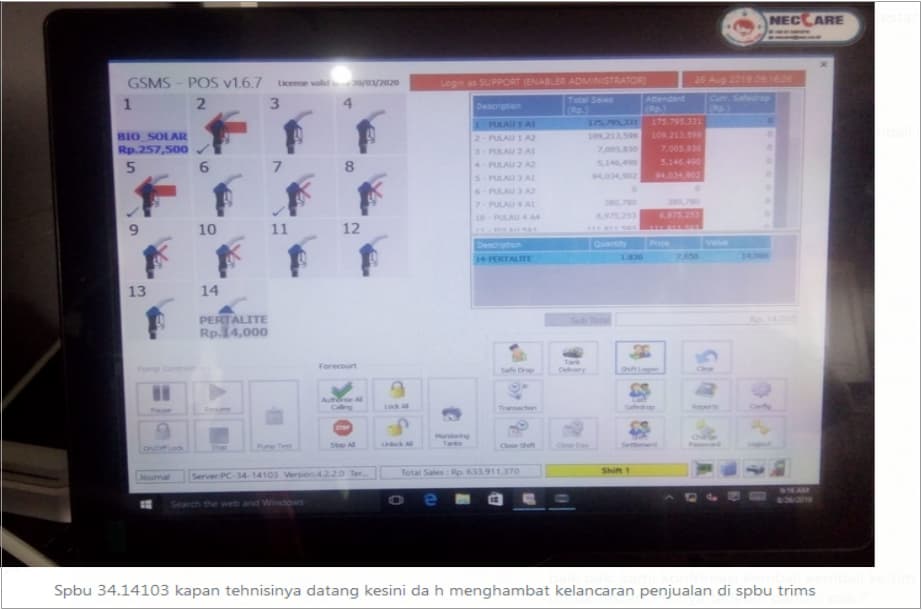 NECCARE
GSMS - POS v1.6.7
License valid
20/03/2020
Login as SUPPORT (ENABLER ADMINISTRATOR)
26 Aug 2019 09:16:26
1
2
3
4
BIO_SOLAR
Rp.257,500
5
6
7
8
9
10
11
12
13
14
PERTALITE
Rp.14,000
Description
Total Sales (Rp.)
Attendant (Rp.)
Curr. Safedrop (Rp.)
1 - PULAU 1 A1 175,795,331 175,795,331 0
2 - PULAU 1 A2 109,213,598 109,213,598 0
3 - PULAU 2 A1 7,005,830 7,005,830 0
4 - PULAU 2 A2 5,146,490 5,146,490 0
5 - PULAU 3 A1 94,034,902 94,034,902 0
6 - PULAU 3 A2 0 0 0
7 - PULAU 4 A1 380,780 380,780 0
10 - PULAU 4 A4 6,975,253 6,975,253 0
Description Quantity Price Value
14-PERTALITE 1.830 7,650 14,000
Sub Total
Rp. 14,000
Forecourt
Pause
Resume
On/Off Lock
Stop
Pump Test
Authorise All Calling
Lock All
Stop All
Unlock All
Monitoring Tanks
Safe Drop
Tank Delivery
Shift Logon
Clear
Transaction
Last Safedrop
Reports
Config
Close Shift
Close Day
Settlement
Change Password
Logout
Normal
Server:PC-34-14103 Version:4.2.2.0 Ter...
Total Sales : Rp. 633,911,370
Shift 1
Search the web and Windows
9:16 AM
8/26/2019
Spbu 34.14103 kapan tehnisinya datang kesini da h menghambat kelancaran penjualan di spbu trims